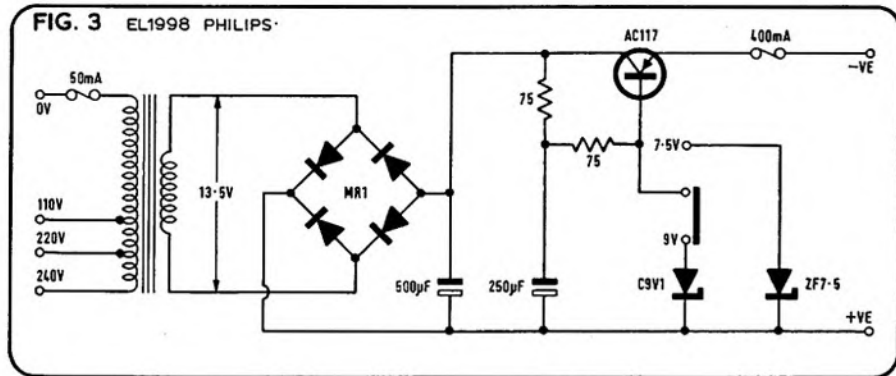 FIG. 3 EL1998 PHILIPS·
AC117
400mA
50mA
0V
-VE
75
75
7·5V
13·5V
MR1
110V
220V
9V
240V
500µF
250µF
C9V1
ZF7·5
+VE